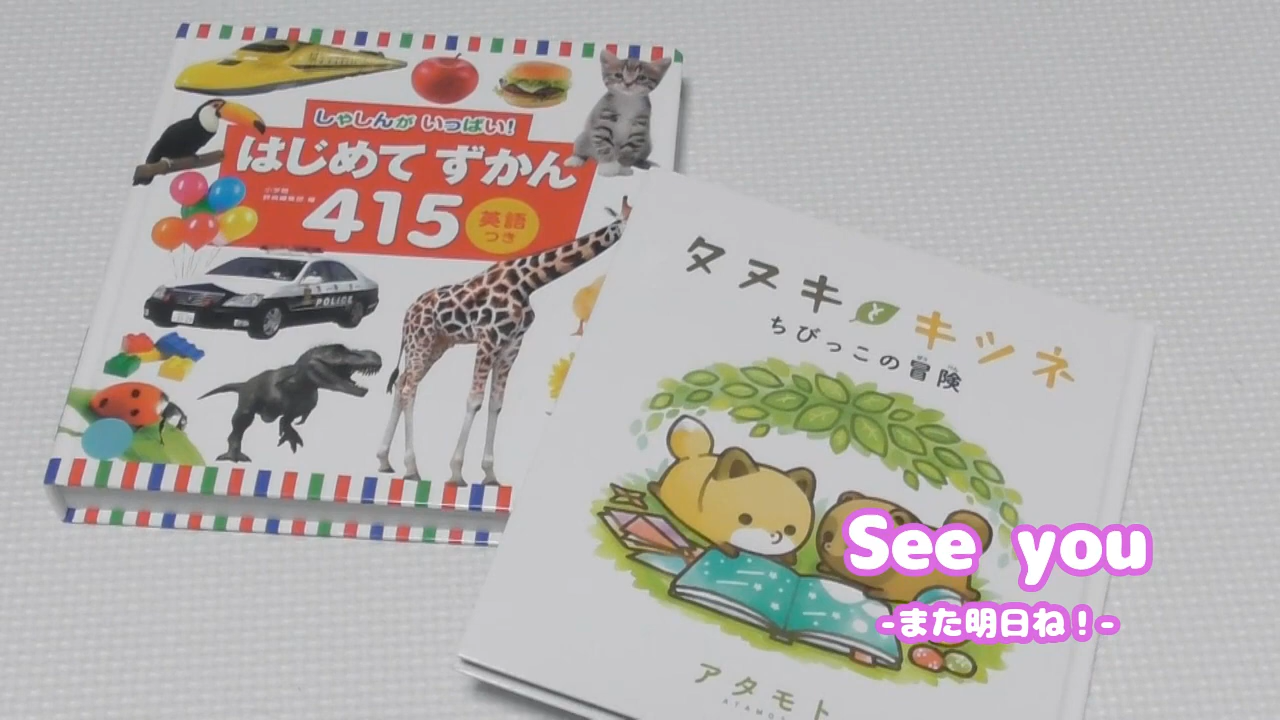 しゃしんが いっぱい!
はじめて ずかん
415
英語
つき
POLICE
タヌキ と キツネ
ちびっこの冒険
アタモト
See you
-また明日ね!-